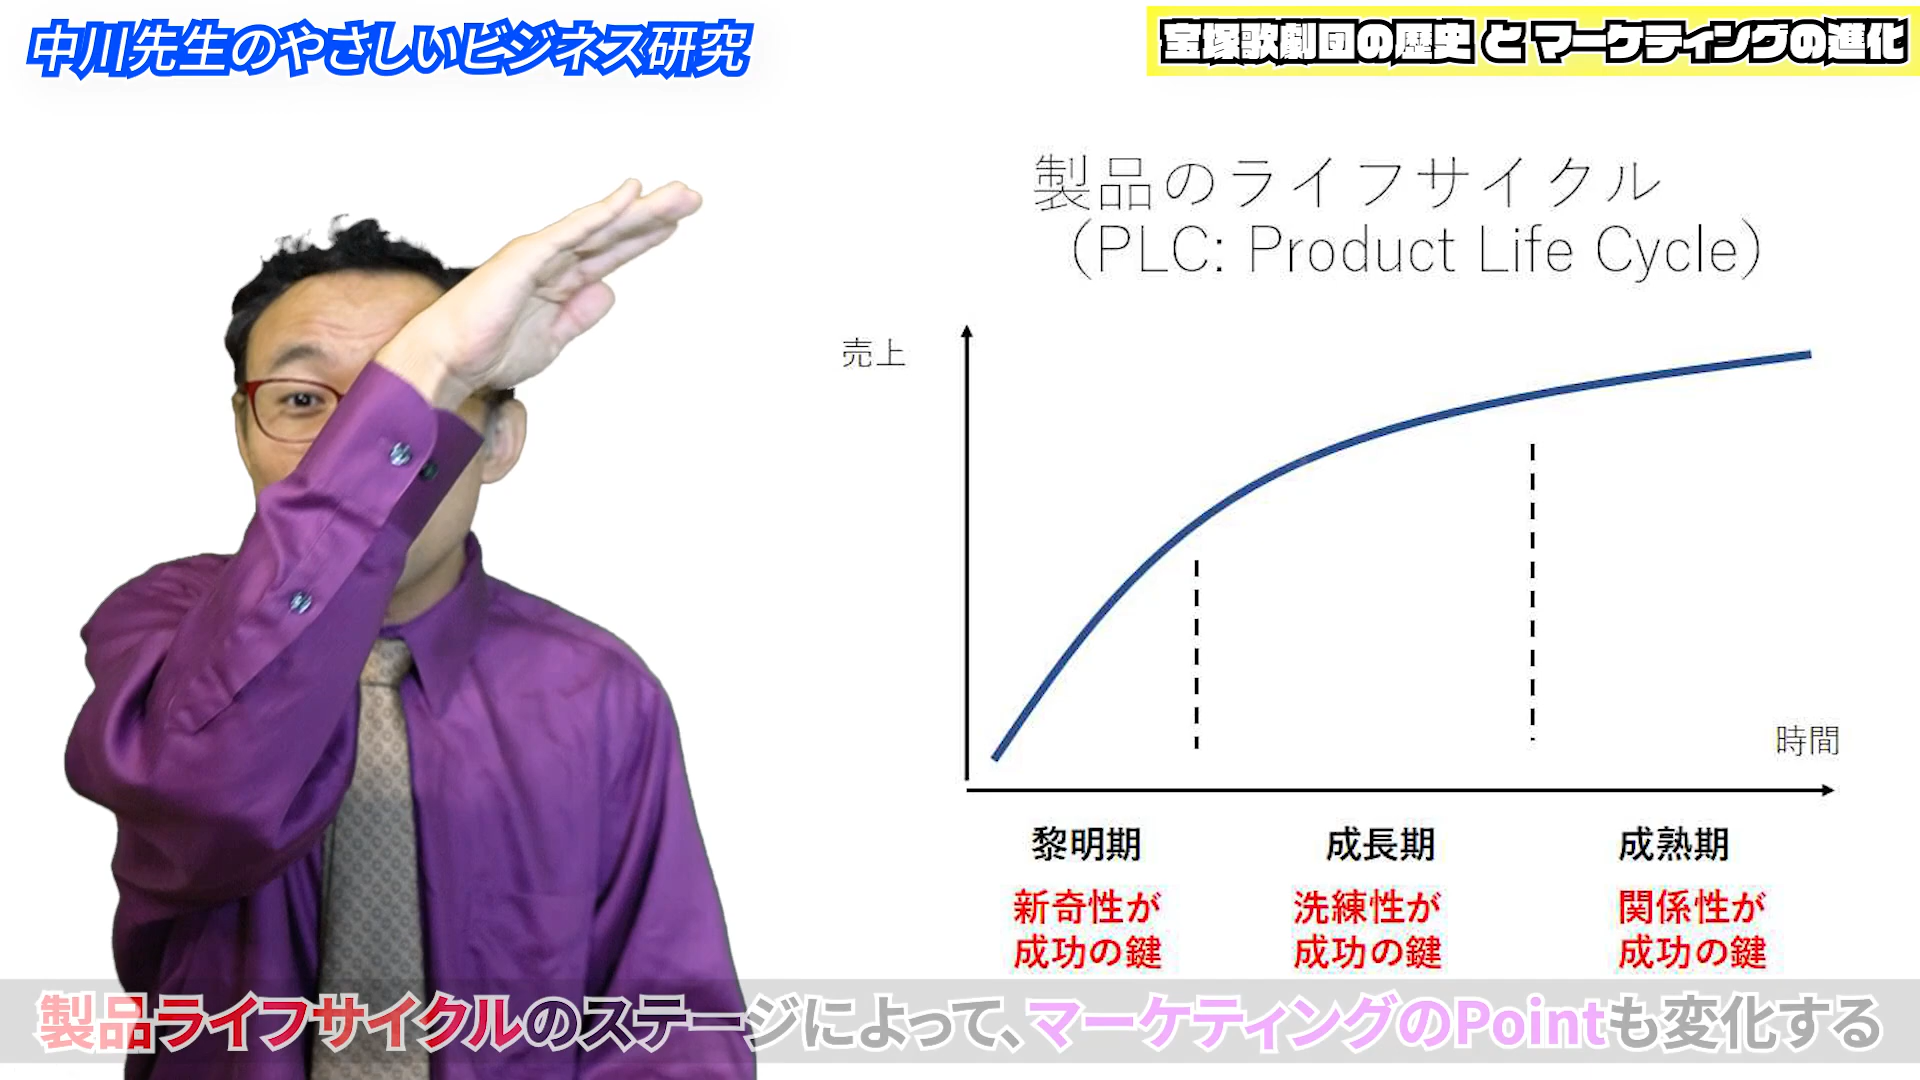 中川先生のやさしいビジネス研究
宝塚歌劇団の歴史 と マーケティングの進化
製品のライフサイクル
（PLC: Product Life Cycle）
売上
時間
黎明期
成長期
成熟期
新奇性が
成功の鍵
洗練性が
成功の鍵
関係性が
成功の鍵
製品ライフサイクルのステージによって、マーケティングのPointも変化する